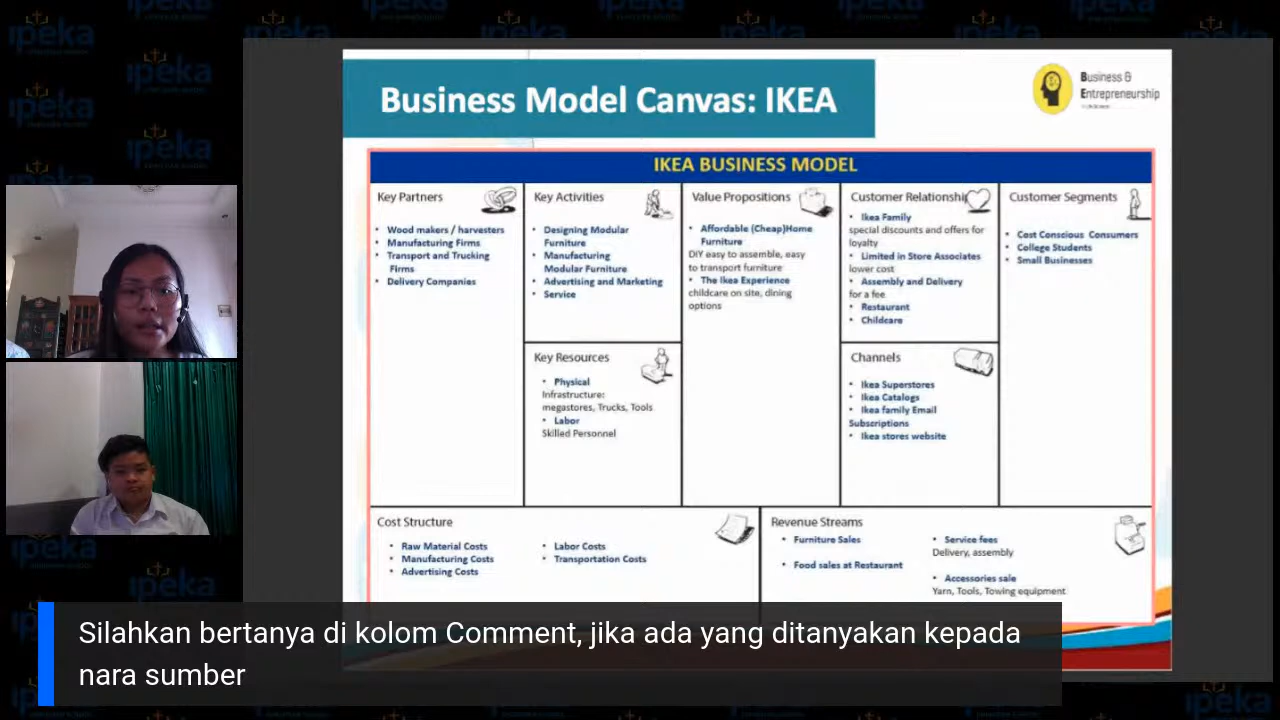 ipeka
Business Model Canvas: IKEA
Business &
Entrepreneurship
IKEA BUSINESS MODEL
Key Partners
• Wood makers / harvesters
• Manufacturing Firms
• Transport and Trucking
Firms
• Delivery Companies
Key Activities
• Designing Modular
Furniture
• Manufacturing
Modular Furniture
• Advertising and Marketing
• Service
Key Resources
• Physical
Infrastructure:
megastores, Trucks, Tools
• Labor
Skilled Personnel
Value Propositions
• Affordable (Cheap)Home
Furniture
DIY easy to assemble, easy
to transport furniture
• The Ikea Experience
childcare on site, dining
options
Customer Relationship
• Ikea Family
special discounts and offers for
loyalty
• Limited in Store Associates
lower cost
• Assembly and Delivery
for a fee
• Restaurant
• Childcare
Channels
• Ikea Superstores
• Ikea Catalogs
• Ikea family Email
Subscriptions
• Ikea stores website
Customer Segments
• Cost Conscious Consumers
• College Students
• Small Businesses
Cost Structure
• Raw Material Costs
• Manufacturing Costs
• Advertising Costs
• Labor Costs
• Transportation Costs
Revenue Streams
• Furniture Sales
• Food sales at Restaurant
• Service fees
Delivery, assembly
• Accessories sale
Yarn, Tools, Towing equipment
Silahkan bertanya di kolom Comment, jika ada yang ditanyakan kepada
nara sumber